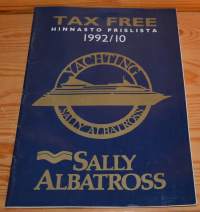 TAX FREE
HINNASTO PRISLISTA
1992/10
YACHTING
SALLY ALBATROSS
SALLY
ALBATROSS